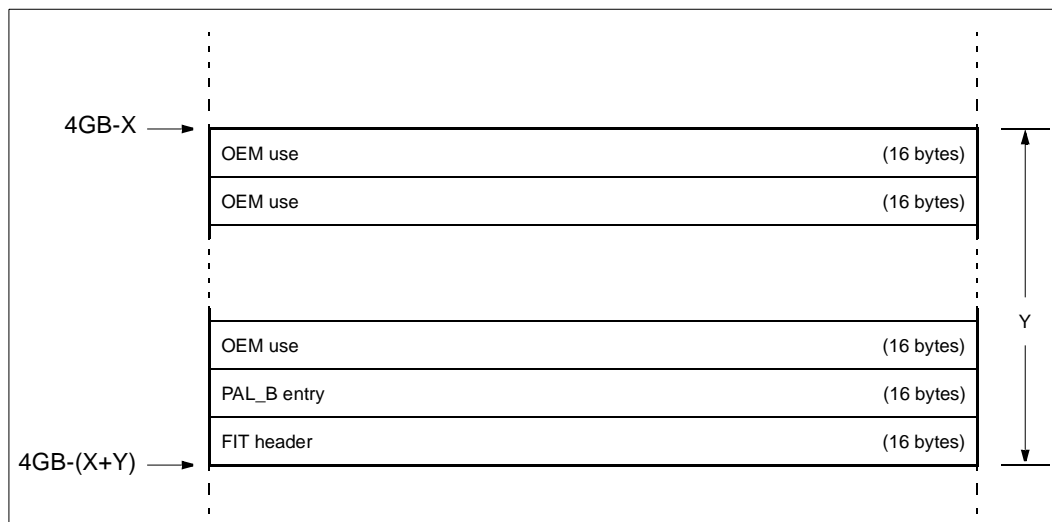 4GB-X
OEM use (16 bytes)
OEM use (16 bytes)
Y
OEM use (16 bytes)
PAL_B entry (16 bytes)
FIT header (16 bytes)
4GB-(X+Y)